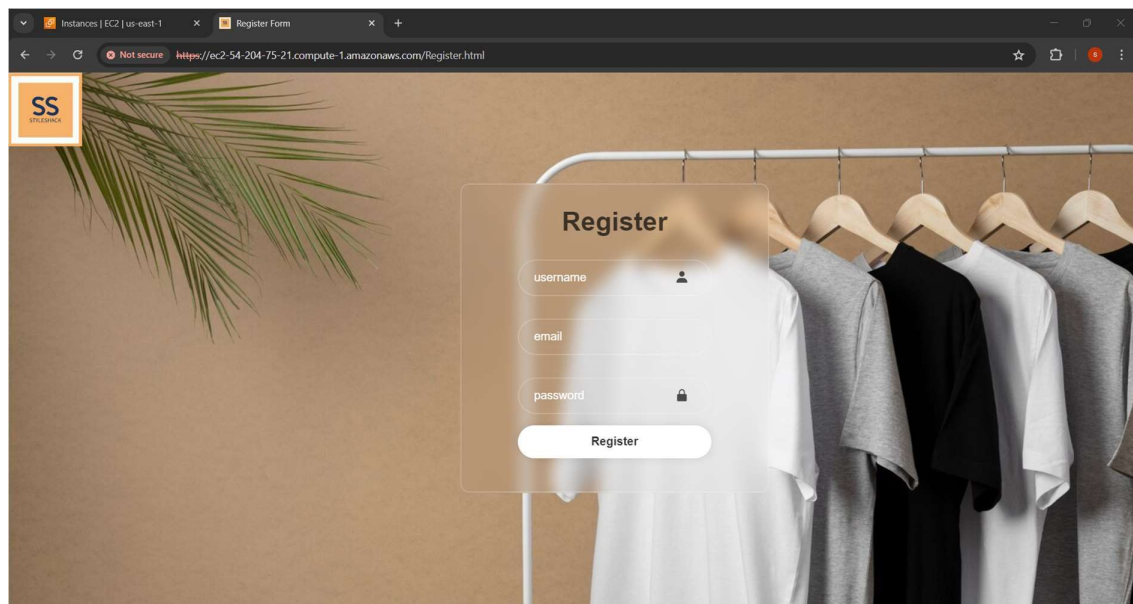 Instances | EC2 | us-east-1
Register Form
Not secure
https://ec2-54-204-75-21.compute-1.amazonaws.com/Register.html
6
SS
STYLESHACK
Register
username
email
password
Register